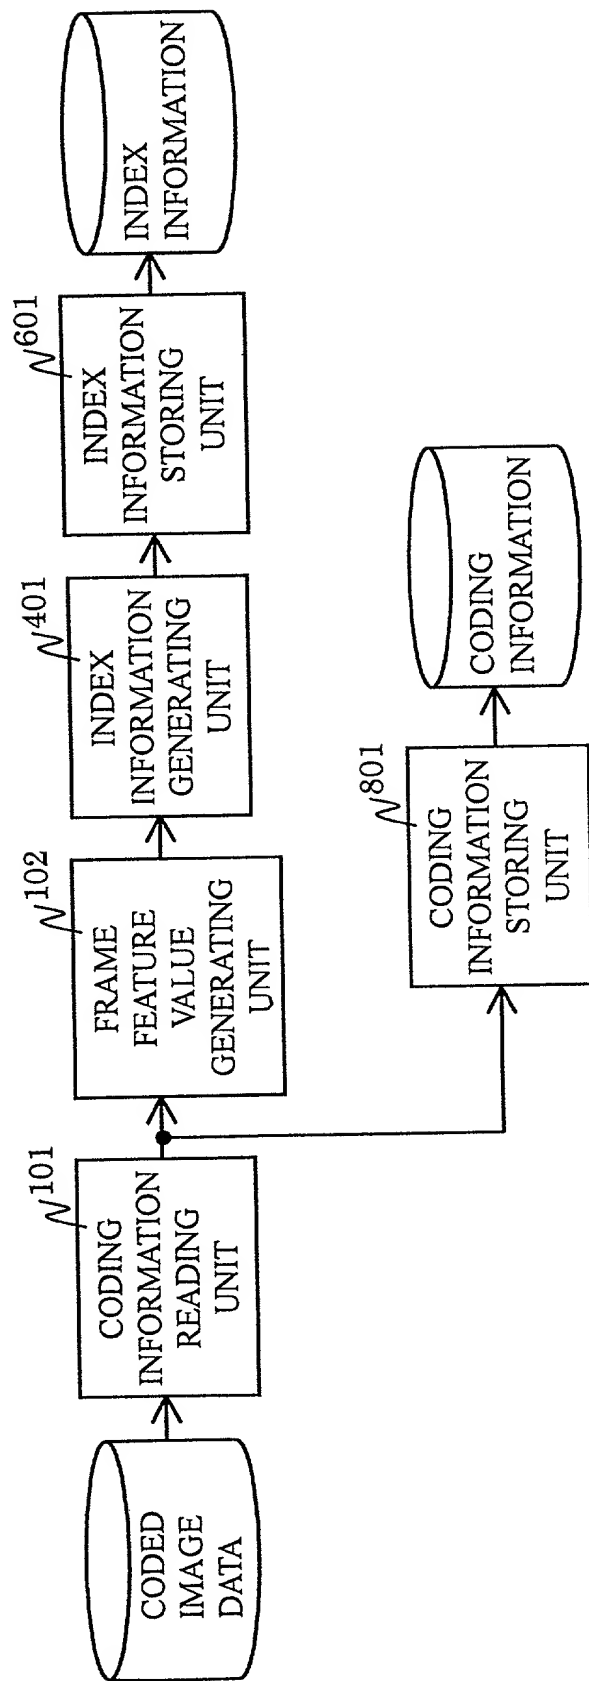 CODED
IMAGE
DATA
101
CODING
INFORMATION
READING
UNIT
102
FRAME
FEATURE
VALUE
GENERATING
UNIT
401
INDEX
INFORMATION
GENERATING
UNIT
601
INDEX
INFORMATION
STORING
UNIT
INDEX
INFORMATION
801
CODING
INFORMATION
STORING
UNIT
CODING
INFORMATION